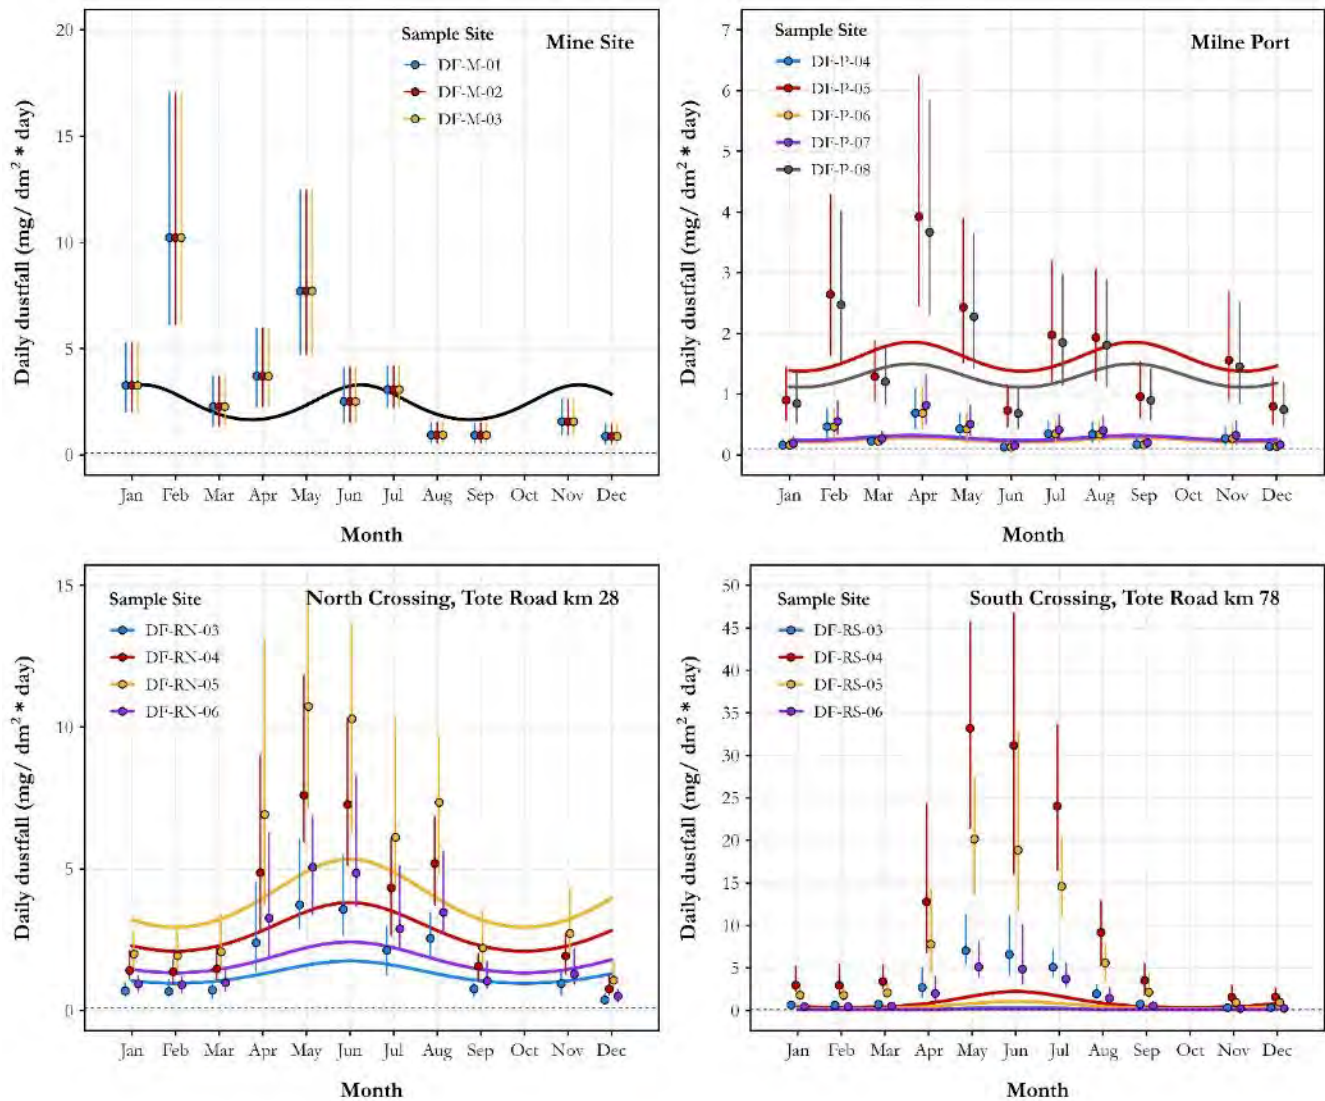 Sample Site
Mine Site
DF-M-01
DF-M-02
DF-M-03
Daily dustfall (mg/ dm² * day)
20
15
10
5
0
Jan Feb Mar Apr May Jun Jul Aug Sep Oct Nov Dec
Month
Sample Site
Milne Port
DF-P-04
DF-P-05
DF-P-06
DF-P-07
DF-P-08
Daily dustfall (mg/ dm² * day)
7
6
5
4
3
2
1
0
Jan Feb Mar Apr May Jun Jul Aug Sep Oct Nov Dec
Month
Sample Site
North Crossing, Tote Road km 28
DF-RN-03
DF-RN-04
DF-RN-05
DF-RN-06
Daily dustfall (mg/ dm² * day)
15
10
5
0
Jan Feb Mar Apr May Jun Jul Aug Sep Oct Nov Dec
Month
Sample Site
South Crossing, Tote Road km 78
DF-RS-03
DF-RS-04
DF-RS-05
DF-RS-06
Daily dustfall (mg/ dm² * day)
50
45
40
35
30
25
20
15
10
5
0
Jan Feb Mar Apr May Jun Jul Aug Sep Oct Nov Dec
Month